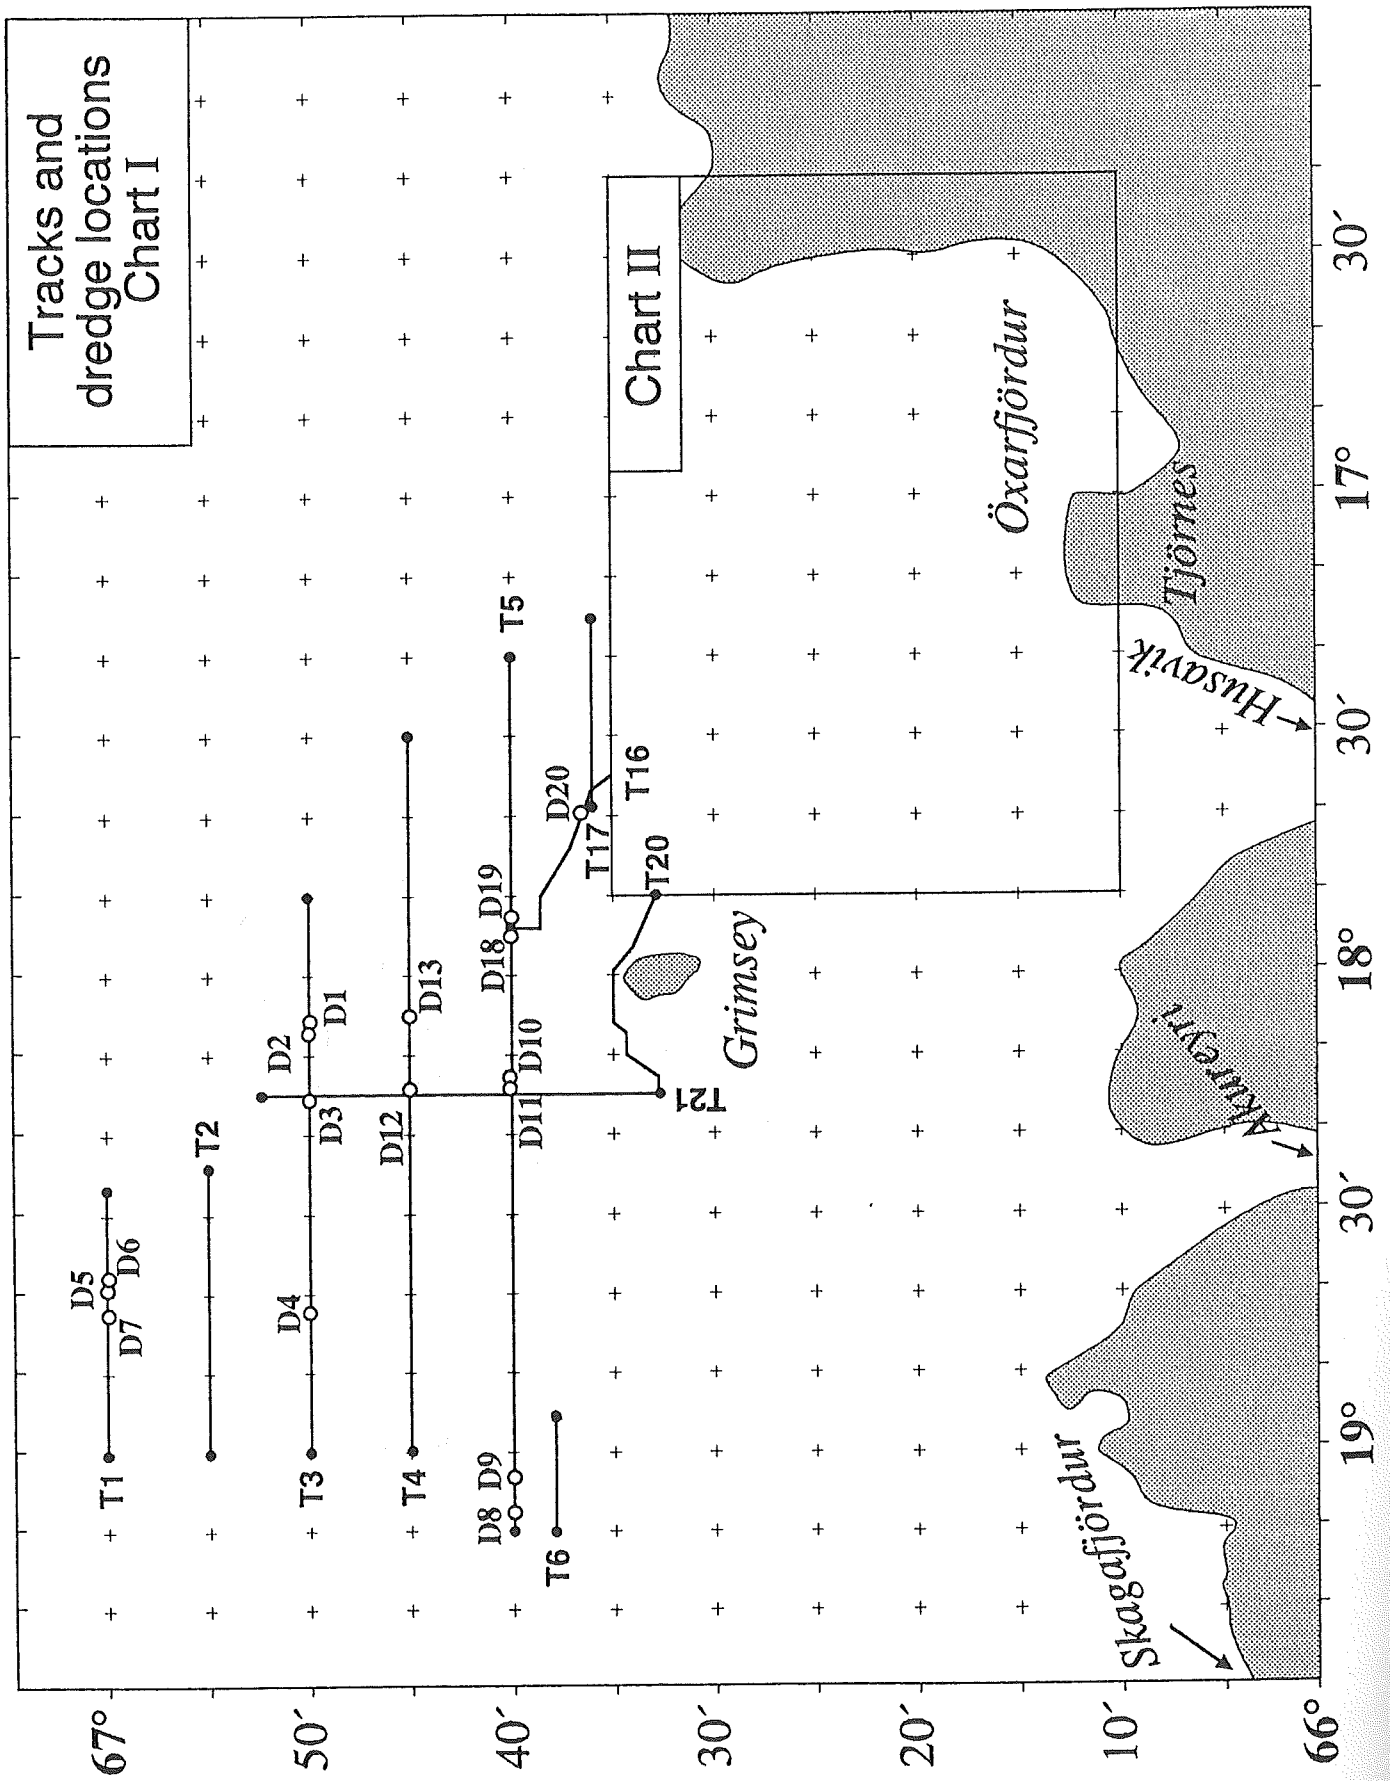 Tracks and
dredge locations
Chart I
Chart II
T1
D7
D5
D6
T2
T3
D4
D3
D2
D1
T4
D12
D13
D8
D9
D11
D10
D18
D19
T5
T6
D20
T17
T16
T20
T21
Grimsey
Öxarfjördur
Tjörnes
Husavik
Akureyri
Skagafjördur
67°
50´
40´
30´
20´
10´
66°
19°
30´
18°
30´
17°
30´